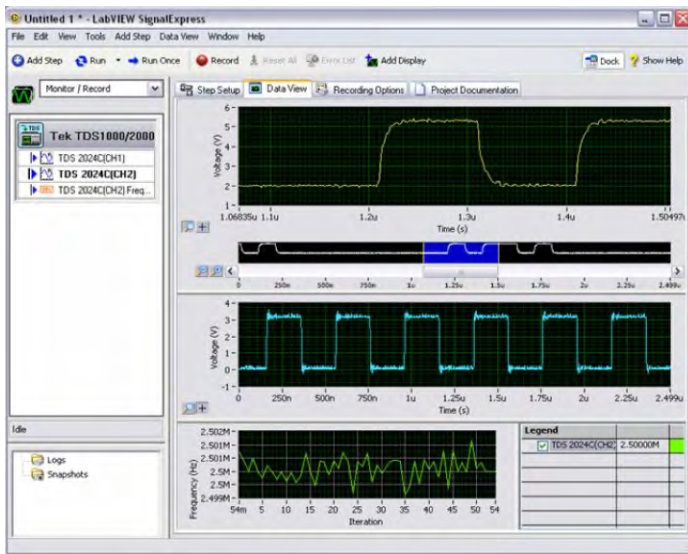 Untitled 1 * - LabVIEW SignalExpress
File Edit View Tools Add Step Data View Window Help
Add Step Run Run Once Record Reset All Error List Add Display Dock Show Help
Monitor / Record
Step Setup Data View Recording Options Project Documentation
Tek TDS1000/2000
TDS 2024C(CH1)
TDS 2024C(CH2)
TDS 2024C(CH2) Freq...
Voltage (V)
6
5
4
3
2
1
1.06835u 1.1u 1.2u 1.3u 1.4u 1.50497u
Time (s)
0 250n 500n 750n 1u 1.25u 1.5u 1.75u 2u 2.25u 2.499u
Voltage (V)
4
3
2
1
0
-1
0 250n 500n 750n 1u 1.25u 1.5u 1.75u 2u 2.25u 2.499u
Time (s)
Idle
Logs
Snapshots
Frequency (Hz)
2.502M
2.501M
2.501M
2.5M
2.5M
2.499M
54m 5 10 15 20 25 30 35 40 45 50 54
Iteration
Legend
TDS 2024C(CH2) 2.50000M